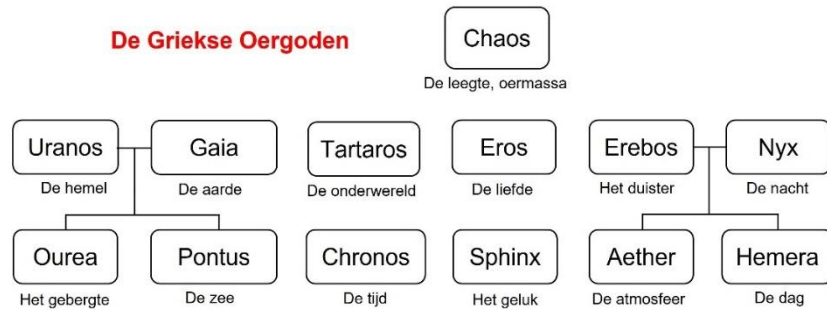 De Griekse Oergoden
Chaos
De leegte, oermassa
Uranos
Gaia
Tartaros
Eros
Erebos
Nyx
De hemel
De aarde
De onderwereld
De liefde
Het duister
De nacht
Ourea
Pontus
Chronos
Sphinx
Aether
Hemera
Het gebergte
De zee
De tijd
Het geluk
De atmosfeer
De dag